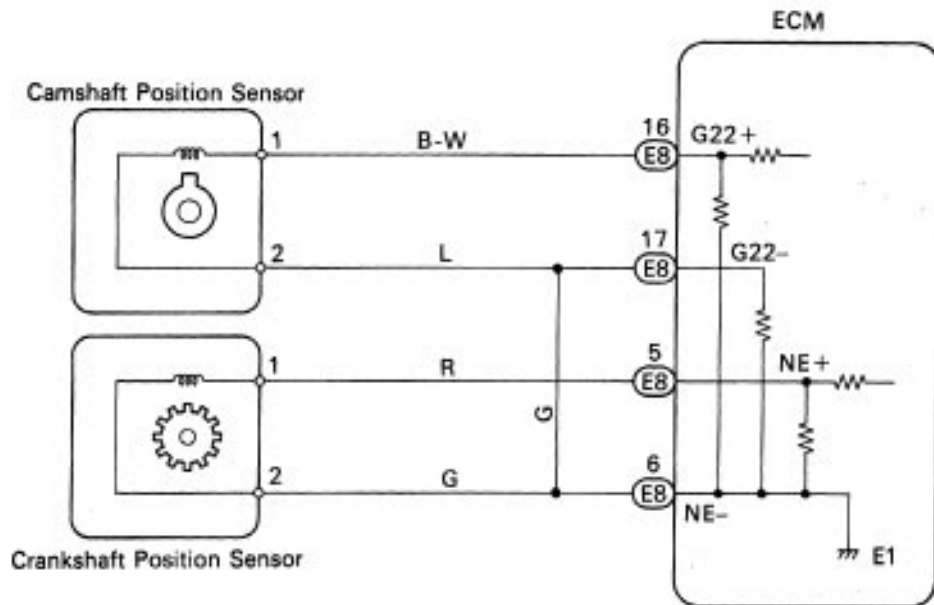 ECM
Camshaft Position Sensor
1
B-W
16
E8
G22+
2
L
17
E8
G22-
1
R
5
E8
NE+
G
2
G
6
E8
NE-
E1
Crankshaft Position Sensor